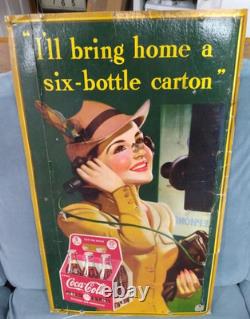 "I'll bring home a
six-bottle carton"
Coca-Cola